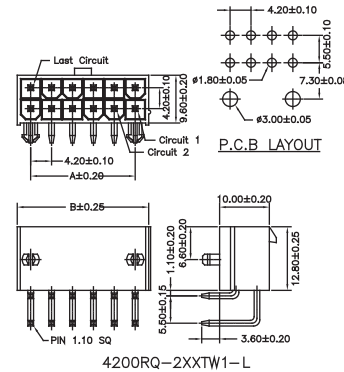 Last Circuit
4.20±0.10
9.60±0.20
Circuit 1
Circuit 2
4.20±0.10
A±0.20
4.20±0.10
5.50±0.10
ø1.80±0.05
7.30±0.08
ø3.00±0.05
P.C.B LAYOUT
B±0.25
PIN 1.10 SQ
10.00±0.20
6.60±0.20
1.10±0.20
5.50±0.15
12.80±0.25
3.60±0.20
4200RQ-2XXTW1-L